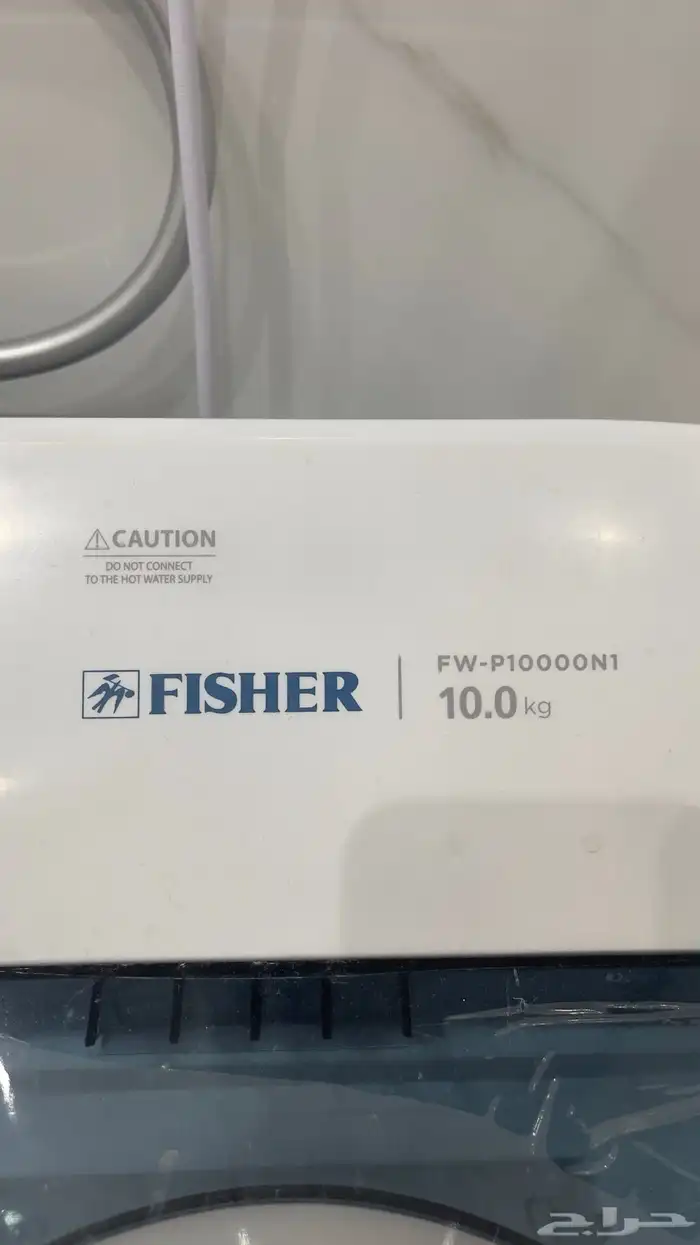 ⚠CAUTION
DO NOT CONNECT
TO THE HOT WATER SUPPLY
FISHER
FW-P10000N1
10.0 kg
حراج